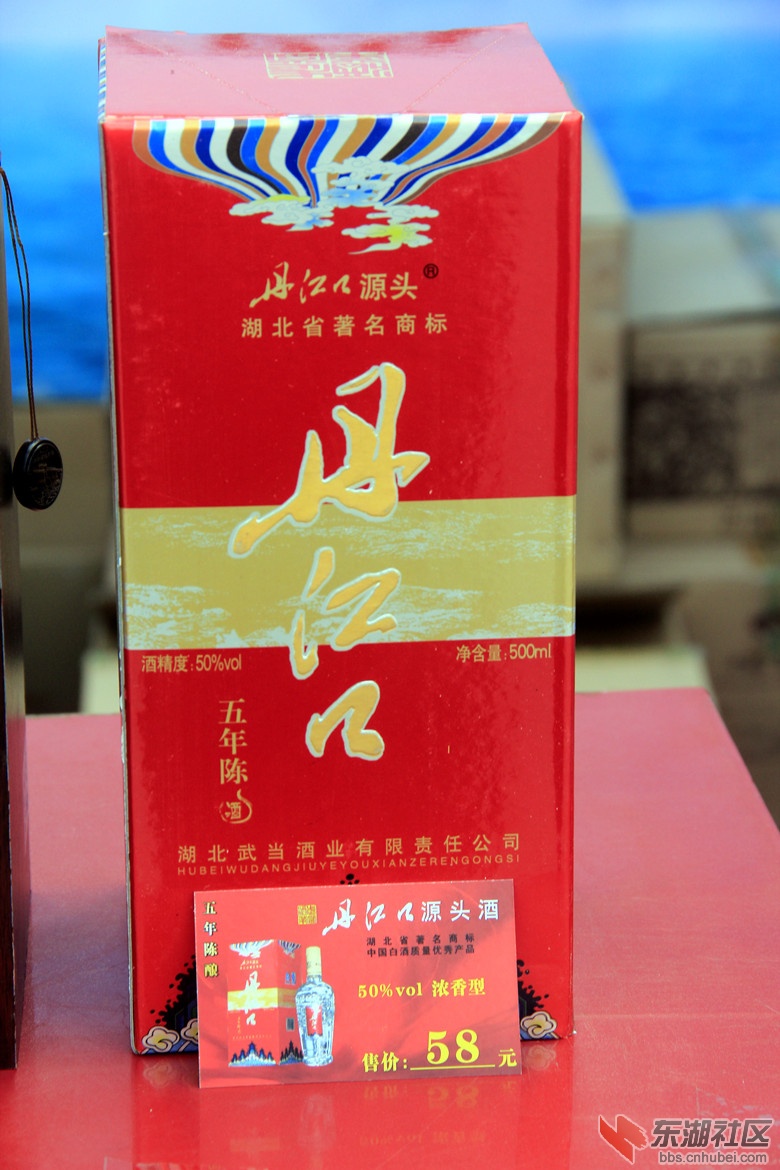 丹江口源头®
湖北省著名商标
丹江口
酒精度:50%vol
净含量:500ml
五年陈
酒
湖北武当酒业有限责任公司
HUBEIWUDANGJIUYEYOUXIANZERENGONGSI
五年陈酿
丹江口源头酒
湖北省著名商标
中国白酒质量优秀产品
丹江口
50%vol 浓香型
售价:58元
东湖社区
bbs.cnhubei.com